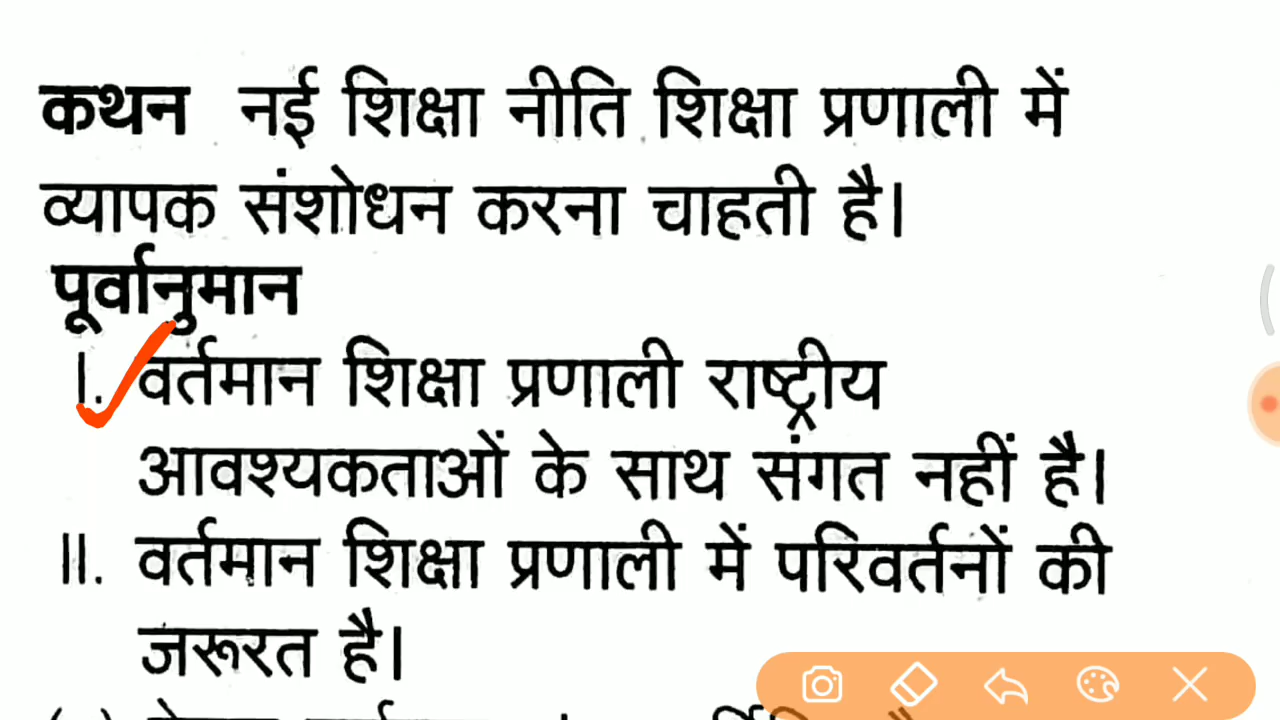 कथन नई शिक्षा नीति शिक्षा प्रणाली में
व्यापक संशोधन करना चाहती है।
पूर्वानुमान
I. वर्तमान शिक्षा प्रणाली राष्ट्रीय
आवश्यकताओं के साथ संगत नहीं है।
II. वर्तमान शिक्षा प्रणाली में परिवर्तनों की
जरूरत है।